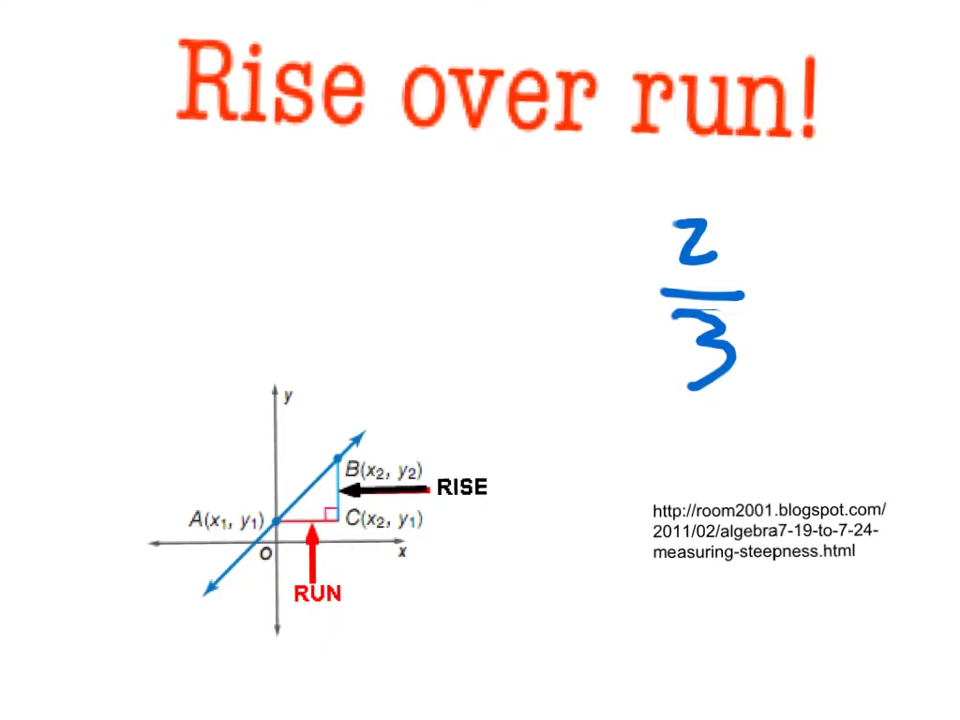 Rise over run!
2
3
y
B(x₂, y₂)
RISE
A(x₁, y₁)
C(x₂, y₁)
O
x
RUN
http://room2001.blogspot.com/
2011/02/algebra7-19-to-7-24-
measuring-steepness.html